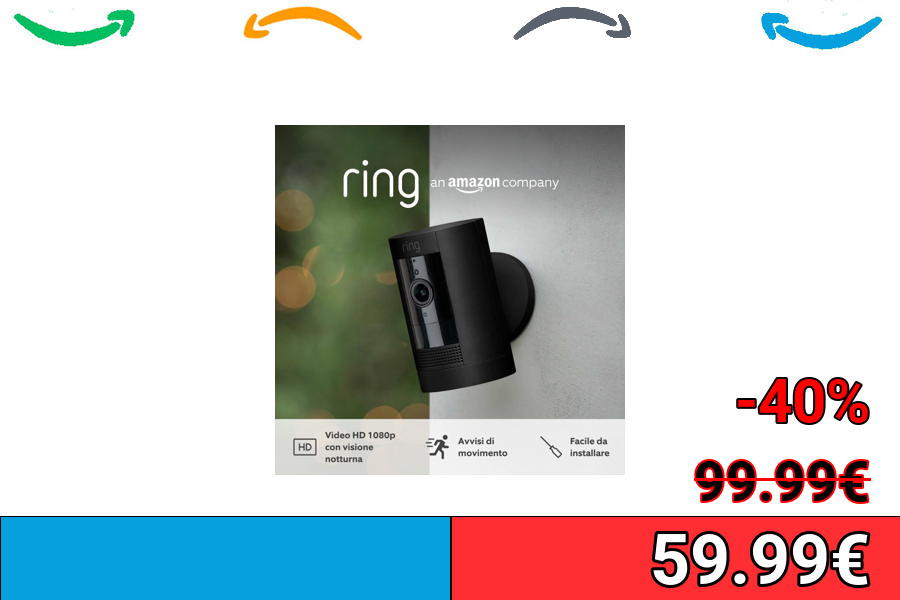 ring an amazon company
ring
HD
Video HD 1080p
con visione
notturna
Avvisi di
movimento
Facile da
installare
-40%
99.99€
59.99€